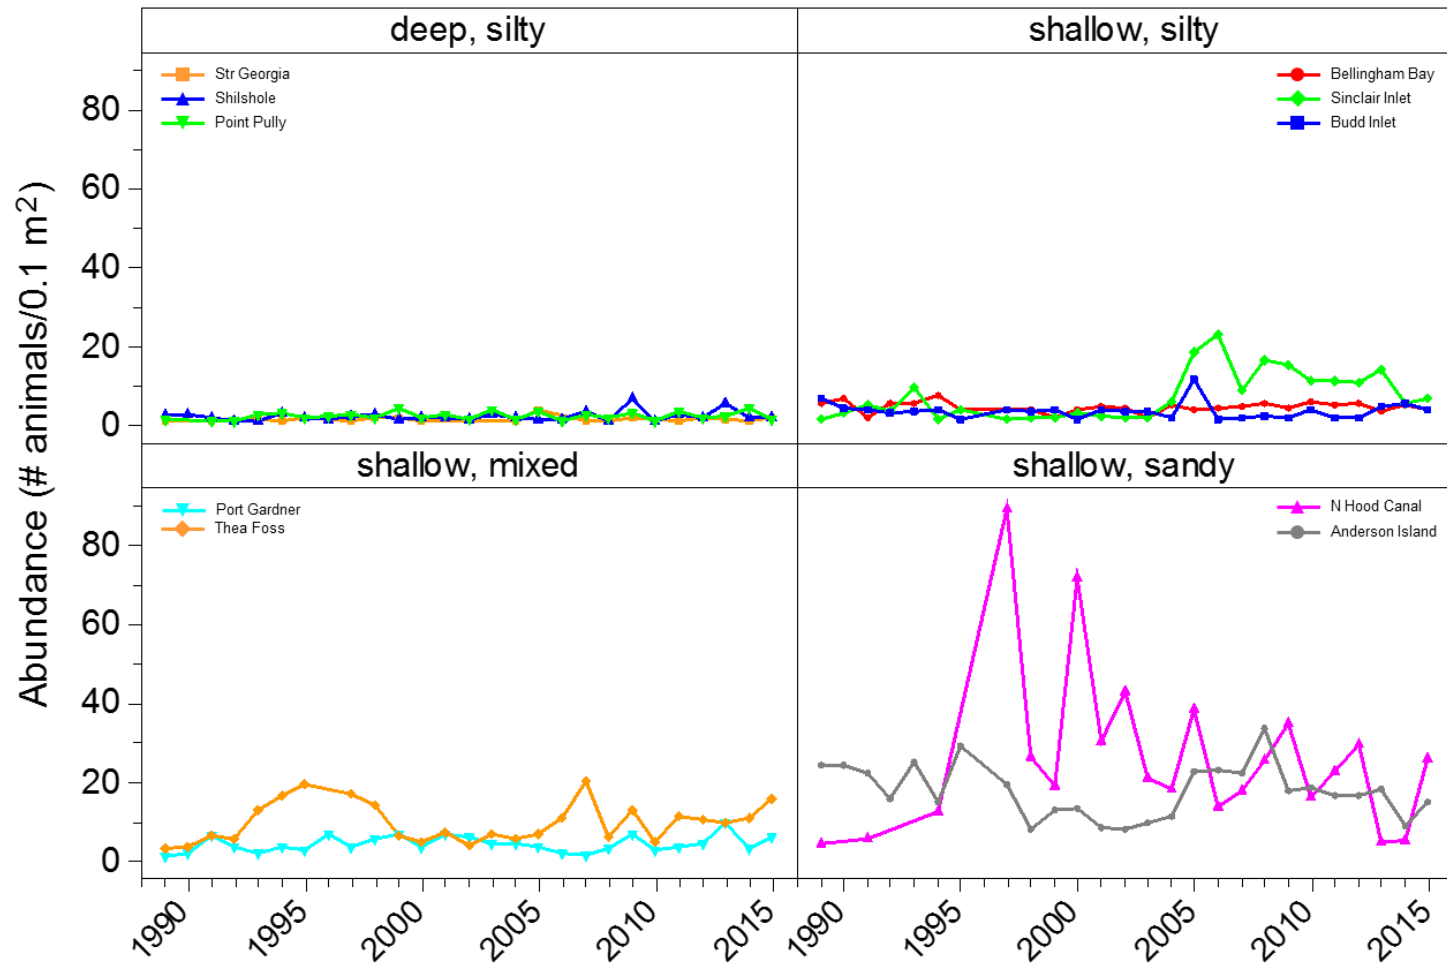 deep, silty
shallow, silty
Str Georgia
Shilshole
Point Pully
Bellingham Bay
Sinclair Inlet
Budd Inlet
80
60
40
20
0
Abundance (# animals/0.1 m²)
shallow, mixed
shallow, sandy
Port Gardner
Thea Foss
N Hood Canal
Anderson Island
80
60
40
20
0
1990 1995 2000 2005 2010 2015
1990 1995 2000 2005 2010 2015